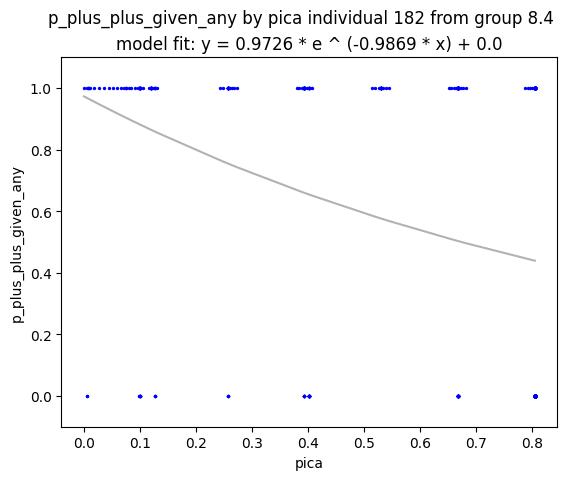 p_plus_plus_given_any by pica individual 182 from group 8.4
model fit: y = 0.9726 * e ^ (-0.9869 * x) + 0.0
1.0
0.8
0.6
0.4
0.2
0.0
p_plus_plus_given_any
0.0 0.1 0.2 0.3 0.4 0.5 0.6 0.7 0.8
pica